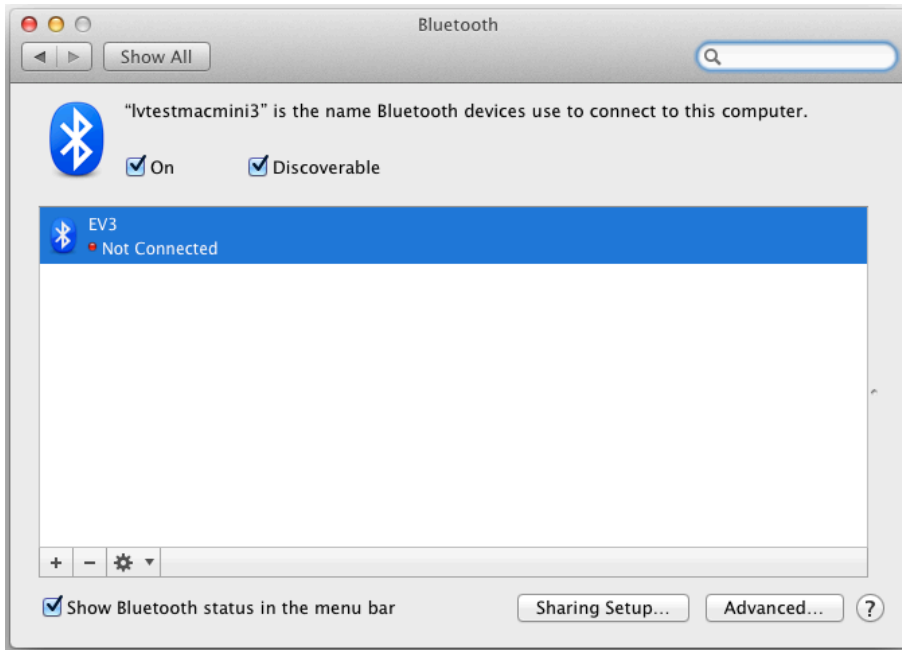 Bluetooth
Show All
“lvtestmacmini3” is the name Bluetooth devices use to connect to this computer.
On
Discoverable
EV3
Not Connected
+ -
Show Bluetooth status in the menu bar
Sharing Setup...
Advanced...
?